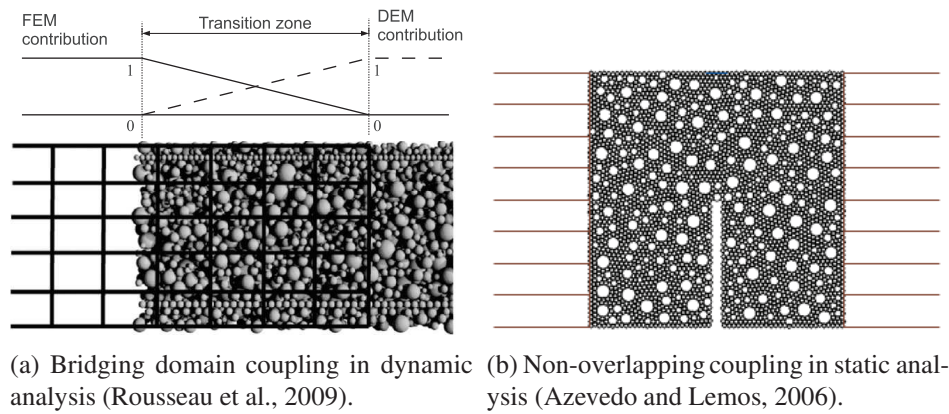 FEM
contribution
Transition zone
DEM
contribution
1
1
0
0
(a) Bridging domain coupling in dynamic
analysis (Rousseau et al., 2009).
(b) Non-overlapping coupling in static anal-
ysis (Azevedo and Lemos, 2006).